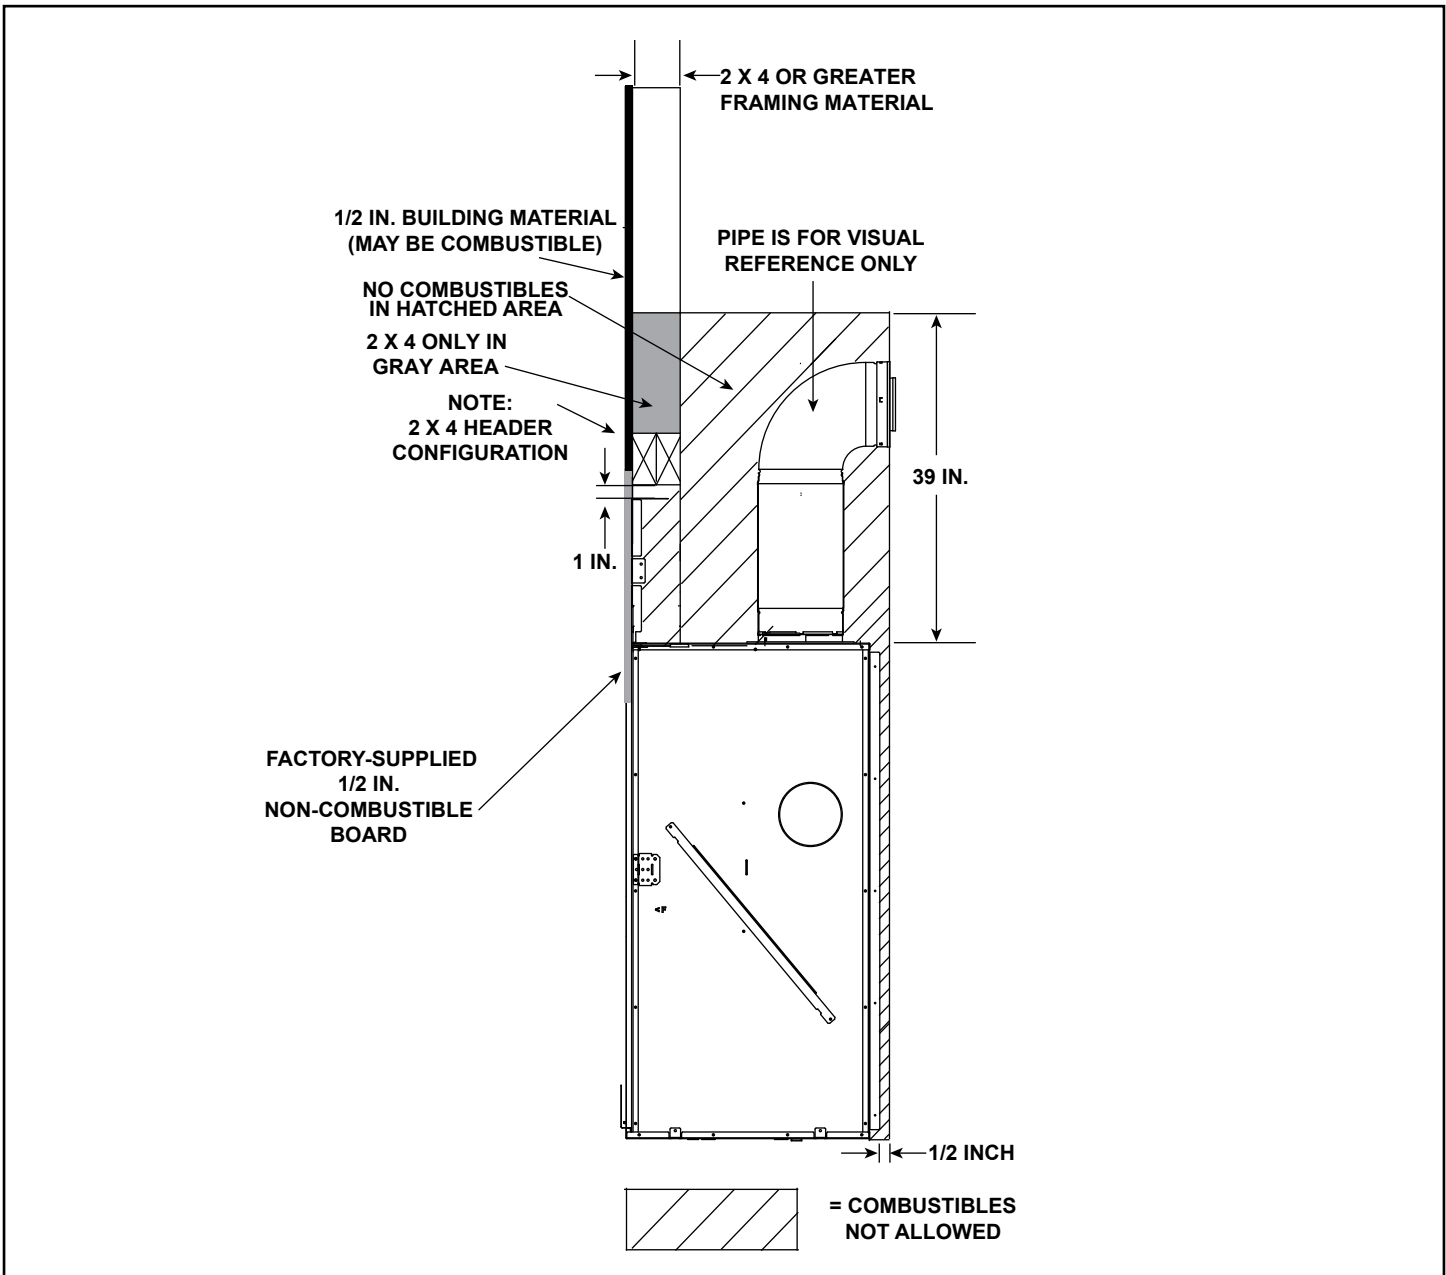 2 X 4 OR GREATER
FRAMING MATERIAL
1/2 IN. BUILDING MATERIAL
(MAY BE COMBUSTIBLE)
PIPE IS FOR VISUAL
REFERENCE ONLY
NO COMBUSTIBLES
IN HATCHED AREA
2 X 4 ONLY IN
GRAY AREA
NOTE:
2 X 4 HEADER
CONFIGURATION
39 IN.
1 IN.
FACTORY-SUPPLIED
1/2 IN.
NON-COMBUSTIBLE
BOARD
1/2 INCH
= COMBUSTIBLES
NOT ALLOWED